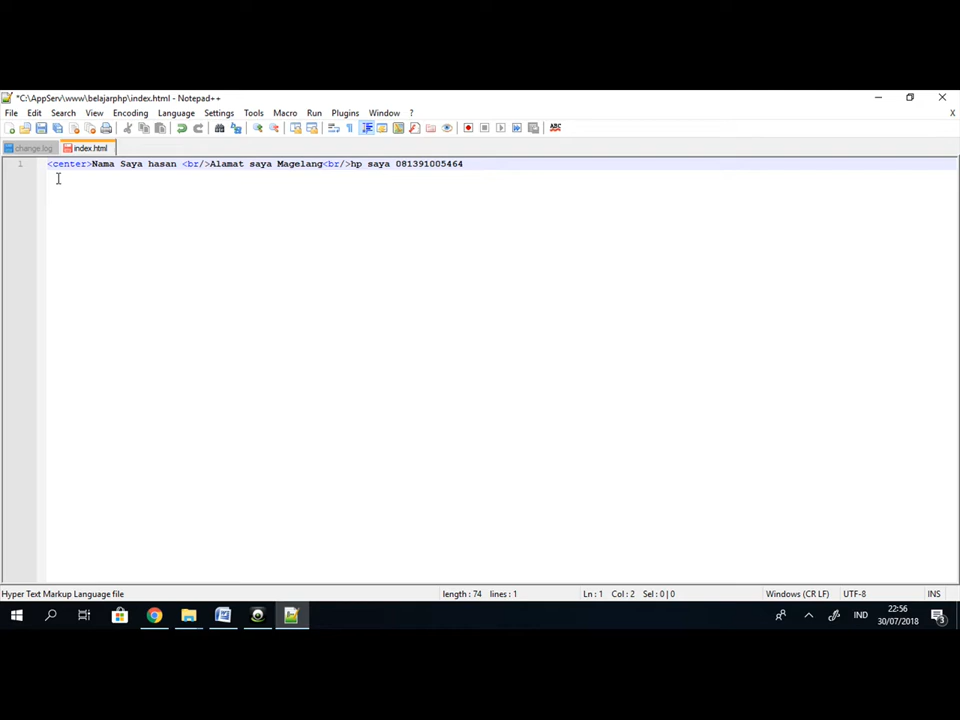 *C:\AppServ\www\belajarphp\index.html - Notepad++
File Edit Search View Encoding Language Settings Tools Macro Run Plugins Window ?
X
change.log index.html
1 <center>Nama Saya hasan <br/>Alamat saya Magelang<br/>hp saya 081391005464
Hyper Text Markup Language file length : 74 lines : 1 Ln : 1 Col : 2 Sel : 0 | 0 Windows (CR LF) UTF-8 INS
IND
22:56
30/07/2018
3